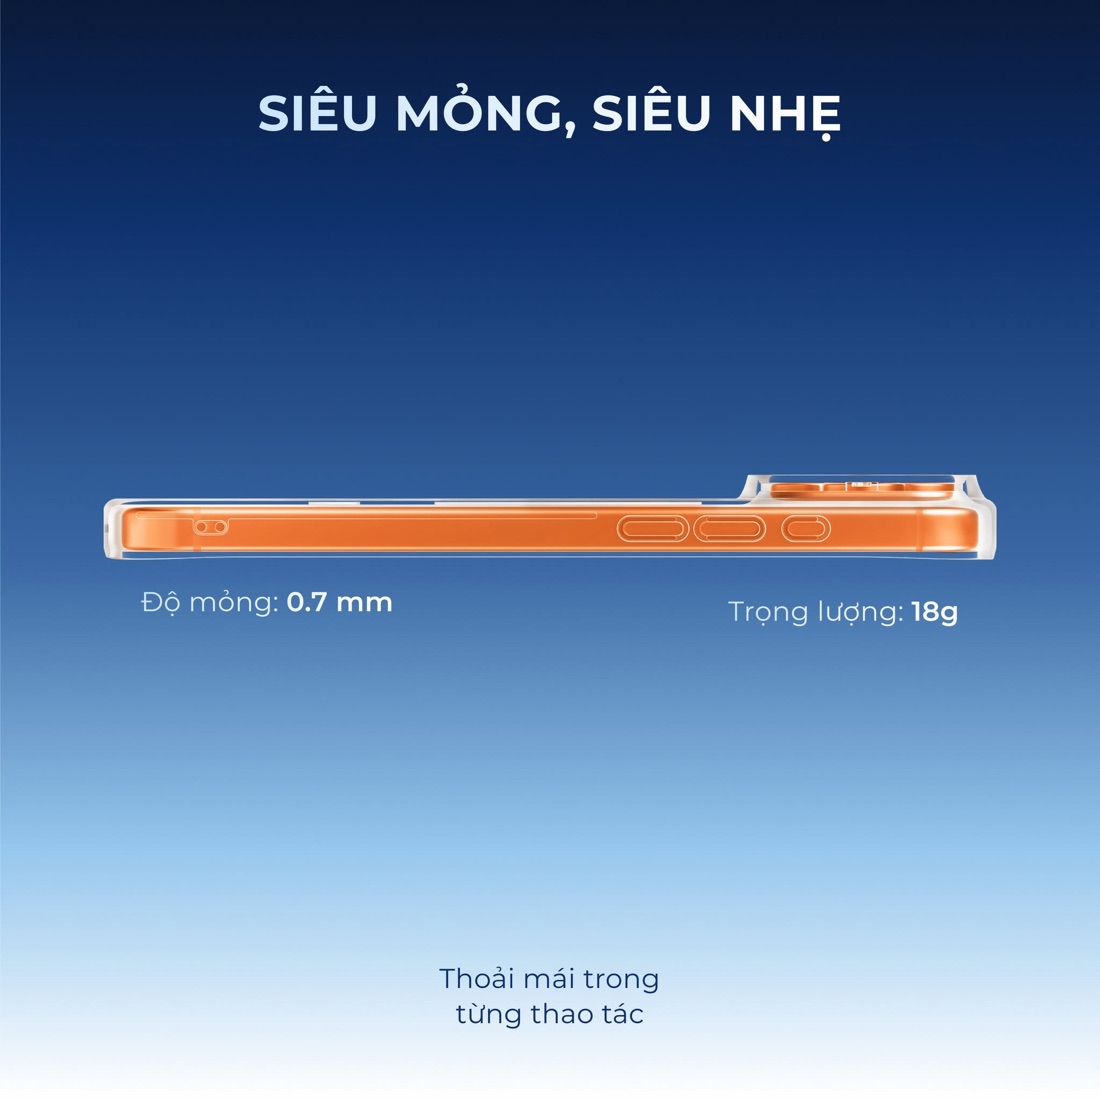 SIÊU MỎNG, SIÊU NHẸ
Độ mỏng: 0.7 mm
Trọng lượng: 18g
Thoải mái trong
từng thao tác